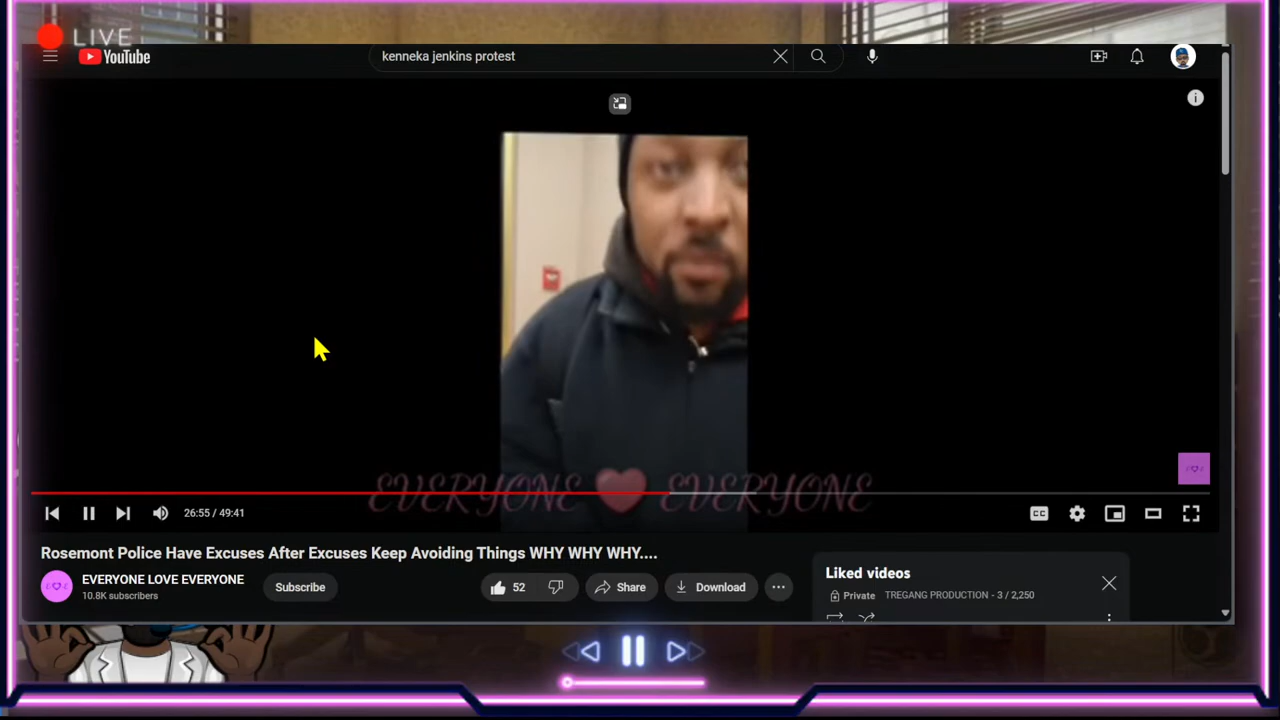 LIVE
YouTube
kenneka jenkins protest
EVERYONE EVERYONE
26:55 / 49:41
CC
Rosemont Police Have Excuses After Excuses Keep Avoiding Things WHY WHY WHY....
EVERYONE LOVE EVERYONE
10.8K subscribers
Subscribe
52
Share
Download
Liked videos
Private
TREGANG PRODUCTION - 3 / 2,250